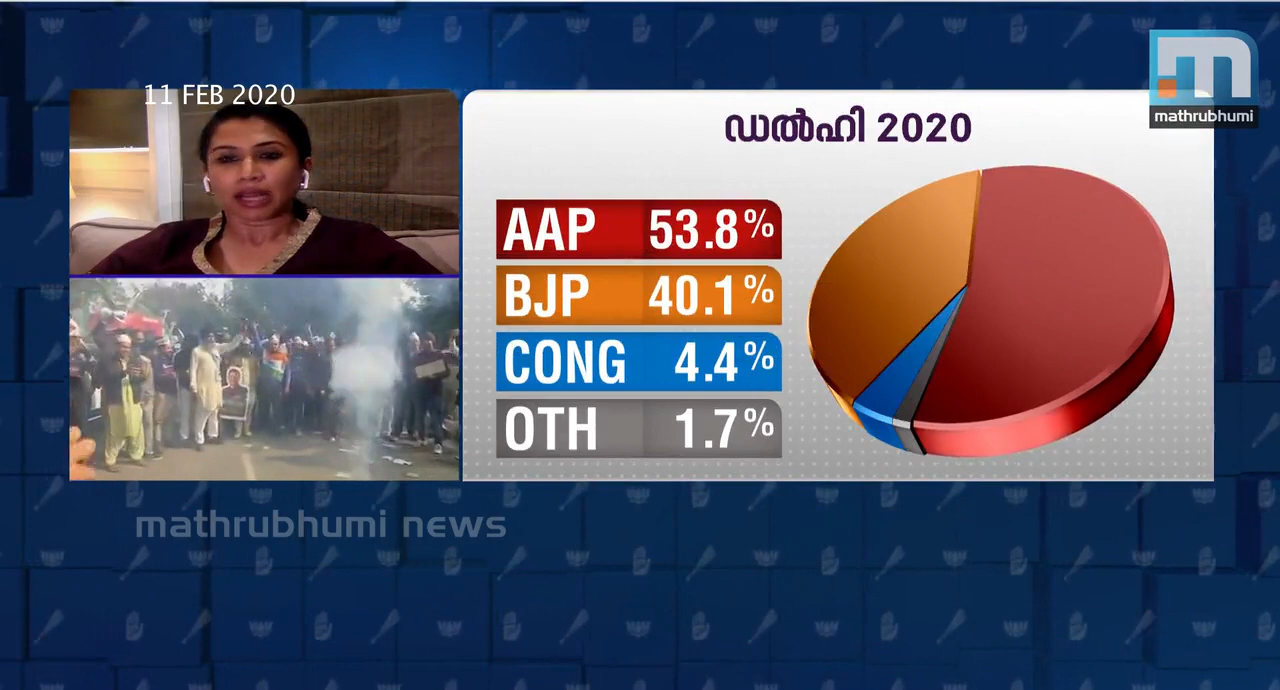 11 FEB 2020
mathrubhumi
ഡൽഹി 2020
AAP 53.8%
BJP 40.1%
CONG 4.4%
OTH 1.7%
mathrubhumi news